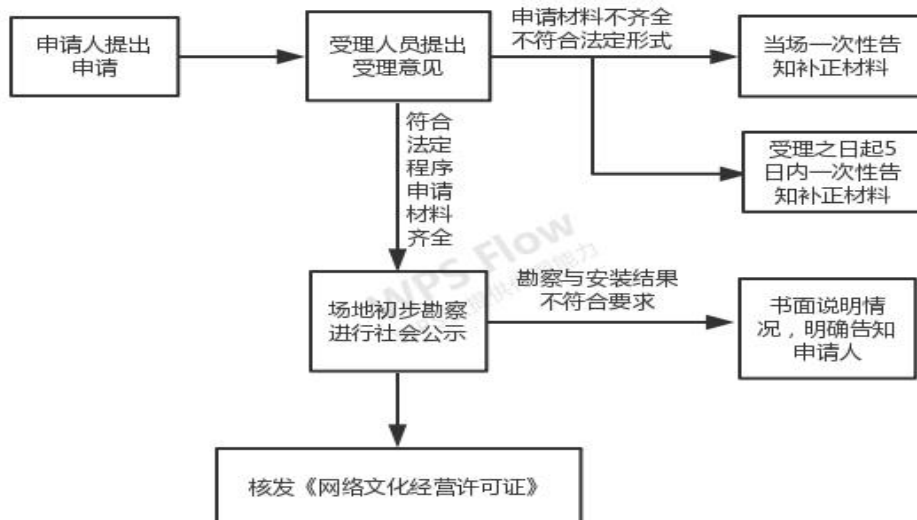 申请人提出
申请
受理人员提出
受理意见
申请材料不齐全
不符合法定形式
当场一次性告
知补正材料
受理之日起5
日内一次性告
知补正材料
符合
法定
程序
申请
材料
齐全
场地初步勘察
进行社会公示
勘察与安装结果
不符合要求
书面说明情
况，明确告知
申请人
核发《网络文化经营许可证》
WPS Flow